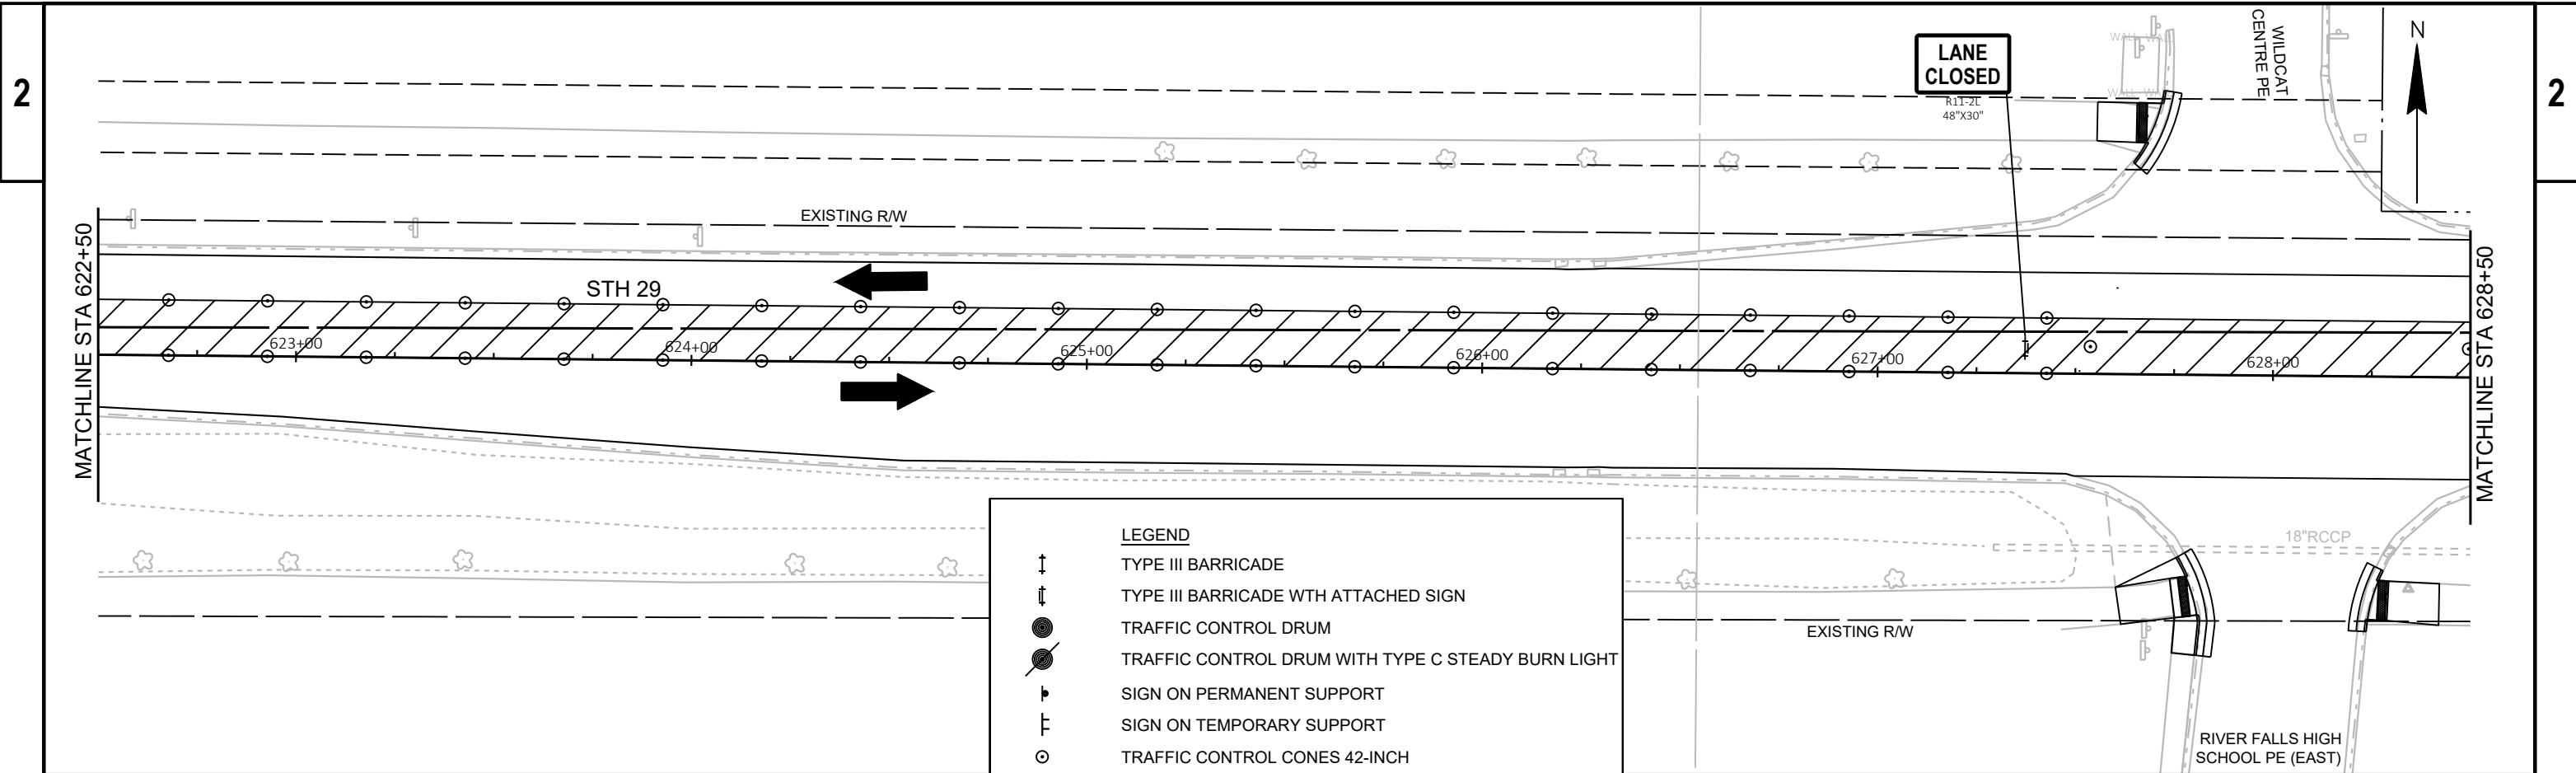 2
2
LANE
CLOSED
R11-2L
48"X30"
WILDCAT
CENTRE PE
N
WALL WALL
WALL WALL
EXISTING R/W
MATCHLINE STA 622+50
MATCHLINE STA 628+50
STH 29
623+00
624+00
625+00
626+00
627+00
628+00
18"RCCP
EXISTING R/W
LEGEND
TYPE III BARRICADE
TYPE III BARRICADE WTH ATTACHED SIGN
TRAFFIC CONTROL DRUM
TRAFFIC CONTROL DRUM WITH TYPE C STEADY BURN LIGHT
SIGN ON PERMANENT SUPPORT
SIGN ON TEMPORARY SUPPORT
TRAFFIC CONTROL CONES 42-INCH
RIVER FALLS HIGH
SCHOOL PE (EAST)